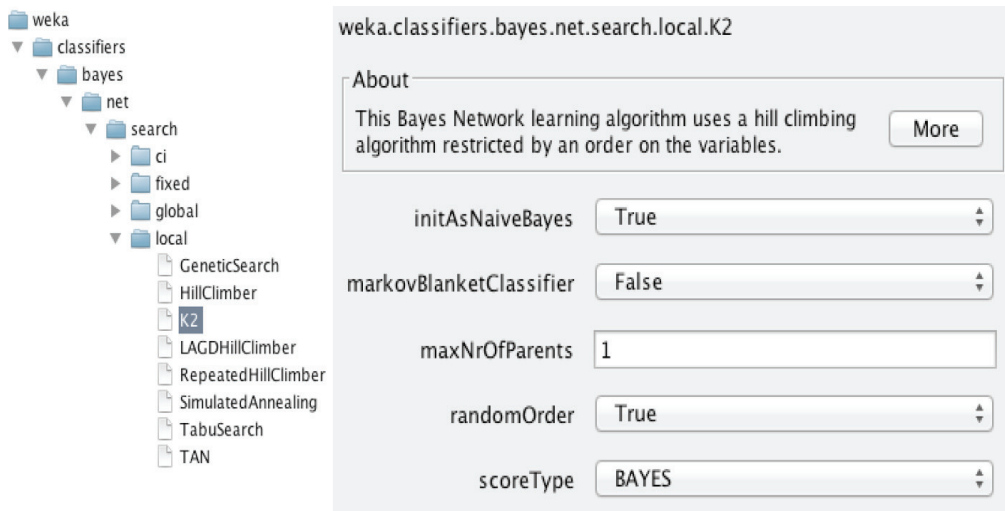 weka
classifiers
bayes
net
search
ci
fixed
global
local
GeneticSearch
HillClimber
K2
LAGDHillClimber
RepeatedHillClimber
SimulatedAnnealing
TabuSearch
TAN
weka.classifiers.bayes.net.search.local.K2
About
This Bayes Network learning algorithm uses a hill climbing
algorithm restricted by an order on the variables.
More
initAsNaiveBayes True
markovBlanketClassifier False
maxNrOfParents 1
randomOrder True
scoreType BAYES